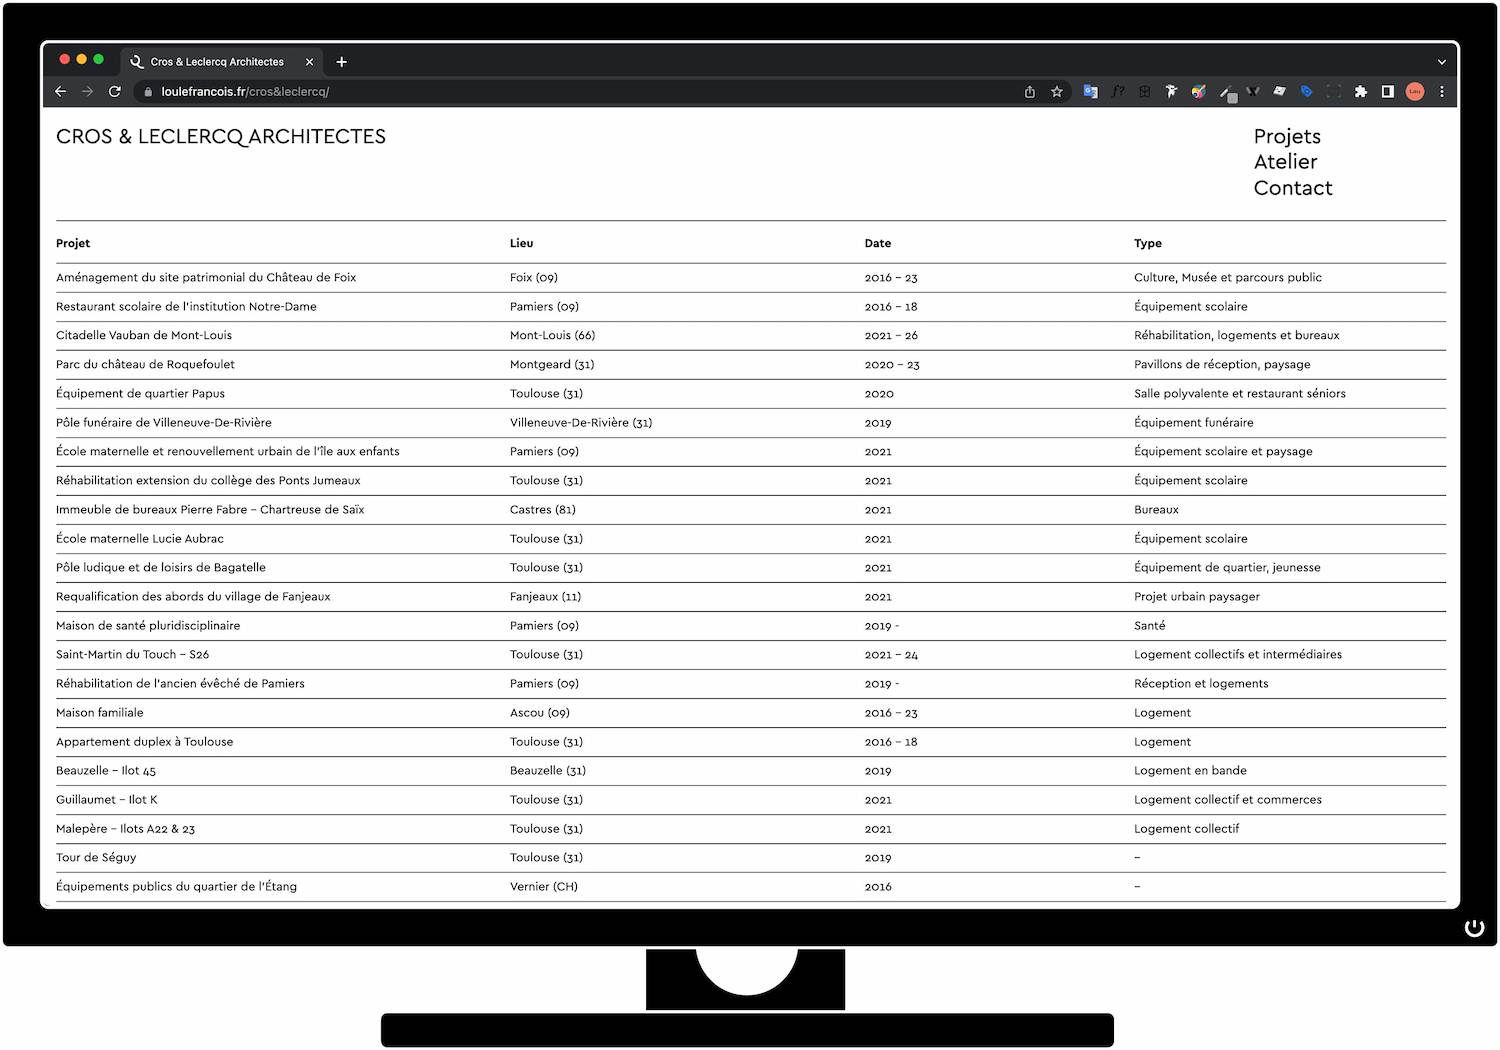 Cros & Leclercq Architectes
loulefrancois.fr/cros&leclercq/
CROS & LECLERCQ ARCHITECTES
Projets
Atelier
Contact
Projet Lieu Date Type
Aménagement du site patrimonial du Château de Foix Foix (09) 2016 – 23 Culture, Musée et parcours public
Restaurant scolaire de l'institution Notre-Dame Pamiers (09) 2016 – 18 Équipement scolaire
Citadelle Vauban de Mont-Louis Mont-Louis (66) 2021 – 26 Réhabilitation, logements et bureaux
Parc du château de Roquefoulet Montgeard (31) 2020 – 23 Pavillons de réception, paysage
Équipement de quartier Papus Toulouse (31) 2020 Salle polyvalente et restaurant séniors
Pôle funéraire de Villeneuve-De-Rivière Villeneuve-De-Rivière (31) 2019 Équipement funéraire
École maternelle et renouvellement urbain de l'île aux enfants Pamiers (09) 2021 Équipement scolaire et paysage
Réhabilitation extension du collège des Ponts Jumeaux Toulouse (31) 2021 Équipement scolaire
Immeuble de bureaux Pierre Fabre – Chartreuse de Saïx Castres (81) 2021 Bureaux
École maternelle Lucie Aubrac Toulouse (31) 2021 Équipement scolaire
Pôle ludique et de loisirs de Bagatelle Toulouse (31) 2021 Équipement de quartier, jeunesse
Requalification des abords du village de Fanjeaux Fanjeaux (11) 2021 Projet urbain paysager
Maison de santé pluridisciplinaire Pamiers (09) 2019 - Santé
Saint-Martin du Touch – S26 Toulouse (31) 2021 – 24 Logement collectifs et intermédiaires
Réhabilitation de l'ancien évêché de Pamiers Pamiers (09) 2019 - Réception et logements
Maison familiale Ascou (09) 2016 – 23 Logement
Appartement duplex à Toulouse Toulouse (31) 2016 – 18 Logement
Beauzelle – Ilot 45 Beauzelle (31) 2019 Logement en bande
Guillaumet – Ilot K Toulouse (31) 2021 Logement collectif et commerces
Malepère – Ilots A22 & 23 Toulouse (31) 2021 Logement collectif
Tour de Séguy Toulouse (31) 2019 –
Équipements publics du quartier de l'Étang Vernier (CH) 2016 –